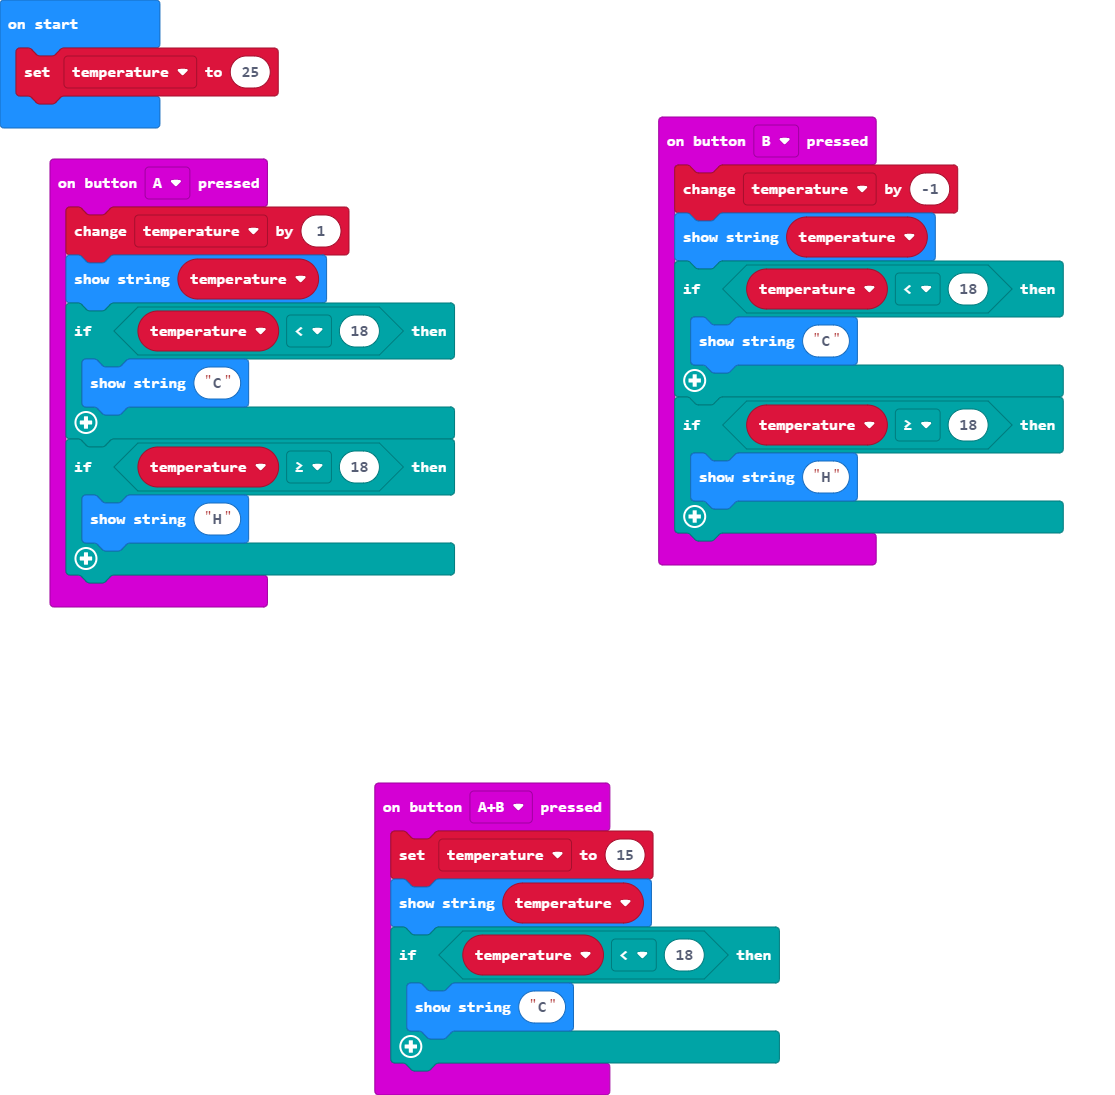 on start
set temperature to 25
on button A pressed
change temperature by 1
show string temperature
if temperature < 18 then
show string "C"
if temperature ≥ 18 then
show string "H"
on button B pressed
change temperature by -1
show string temperature
if temperature < 18 then
show string "C"
if temperature ≥ 18 then
show string "H"
on button A+B pressed
set temperature to 15
show string temperature
if temperature < 18 then
show string "C"